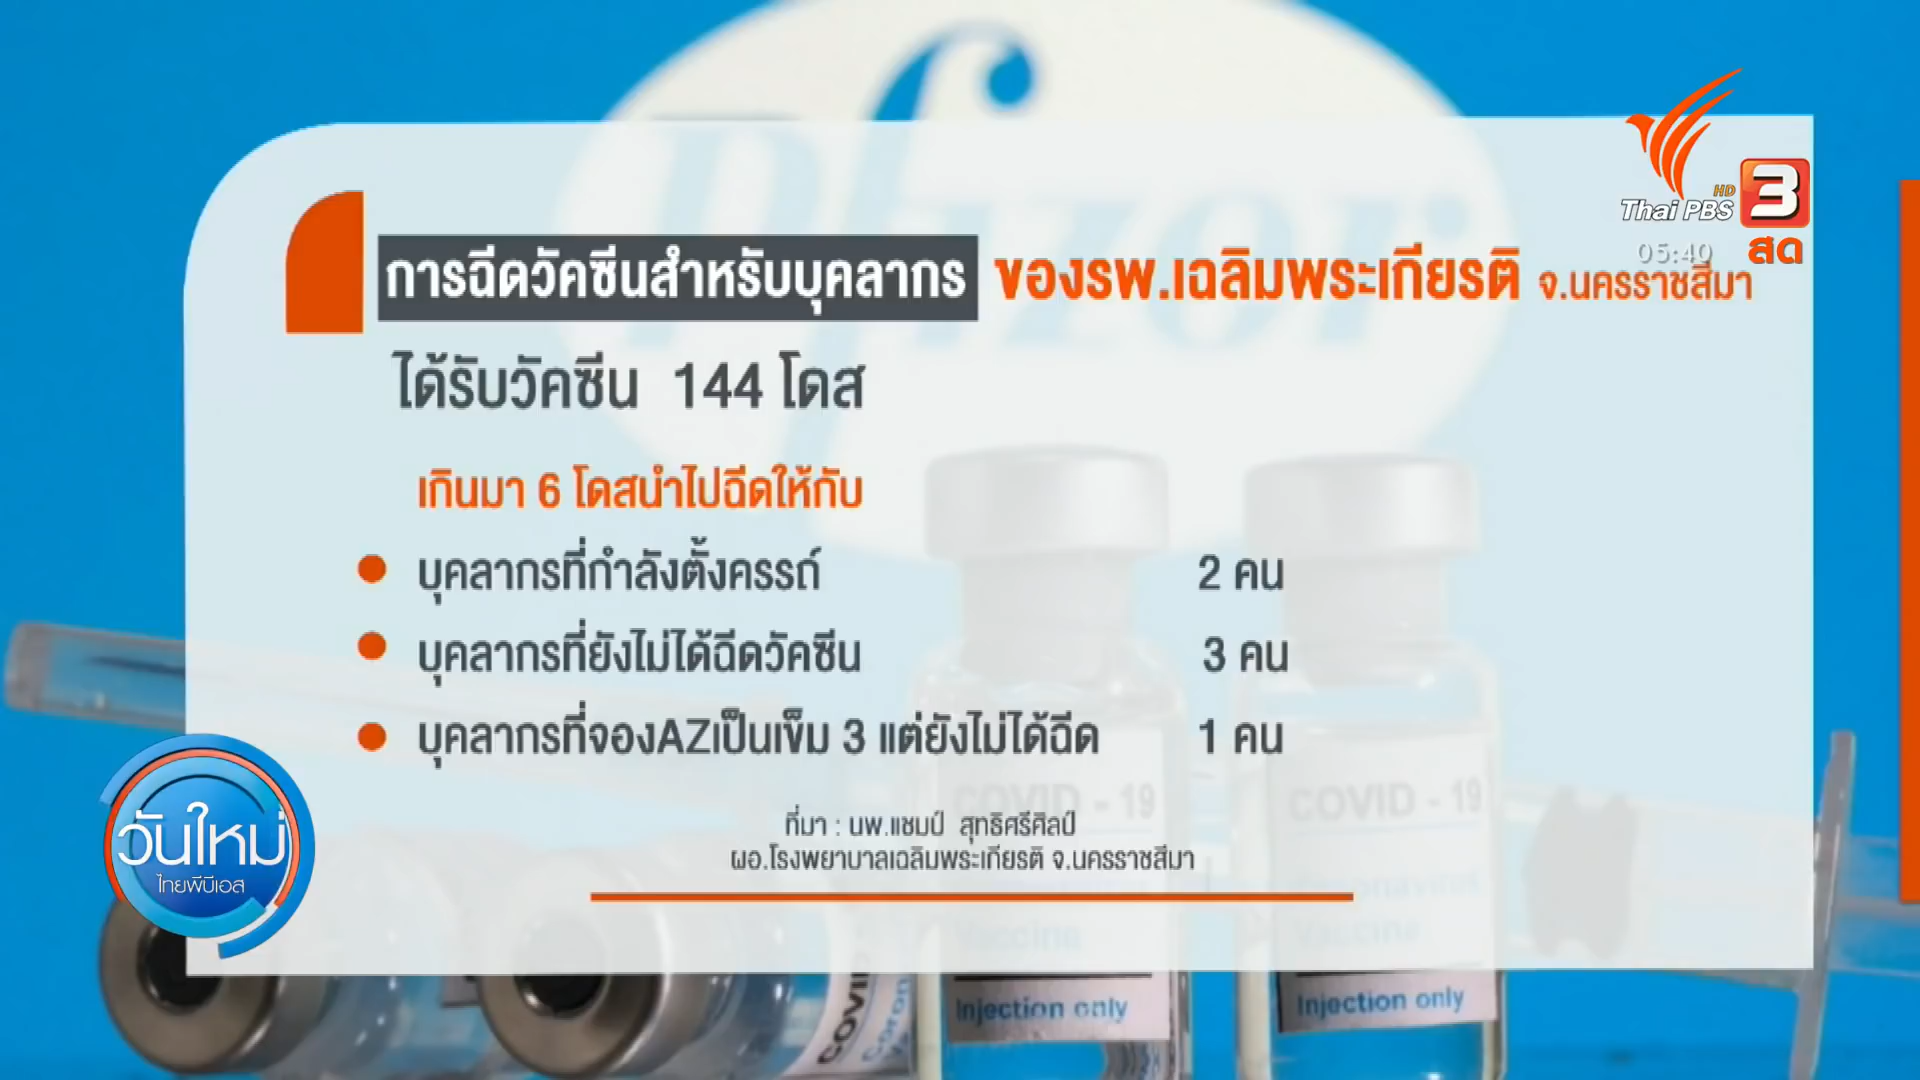 Pfizer
Thai PBS HD 3
05:40 สด
การฉีดวัคซีนสำหรับบุคลากร ของรพ.เฉลิมพระเกียรติ จ.นครราชสีมา
ได้รับวัคซีน 144 โดส
เกินมา 6 โดสนำไปฉีดให้กับ
บุคลากรที่กำลังตั้งครรถ์ 2 คน
บุคลากรที่ยังไม่ได้ฉีดวัคซีน 3 คน
บุคลากรที่จองAZเป็นเข็ม 3 แต่ยังไม่ได้ฉีด 1 คน
COVID - 19
COVID - 19
ที่มา : นพ.แชมป์ สุทธิศรีศิลป์
ผอ.โรงพยาบาลเฉลิมพระเกียรติ จ.นครราชสีมา
วันใหม่
ไทยพีบีเอส
Vaccine
Vaccine
Injection only
Injection only
COVID
Coron